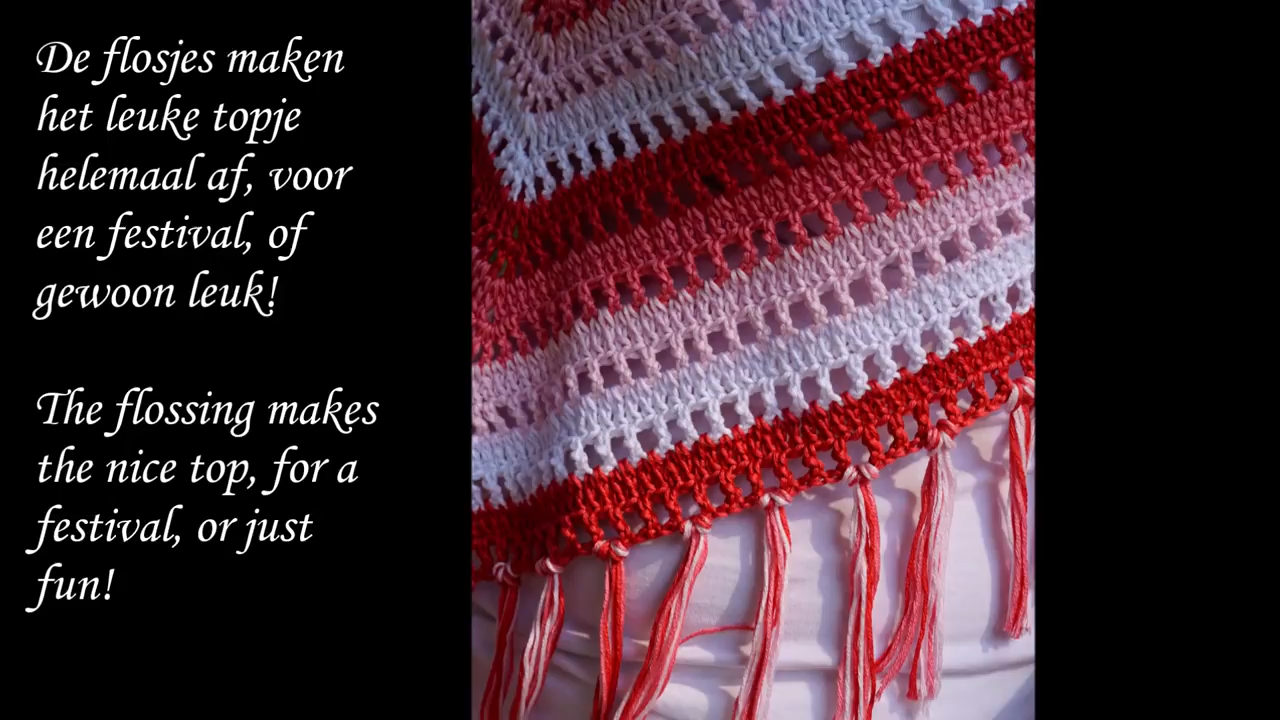 De flosjes maken
het leuke topje
helemaal af, voor
een festival, of
gewoon leuk!
The flossing makes
the nice top, for a
festival, or just
fun!